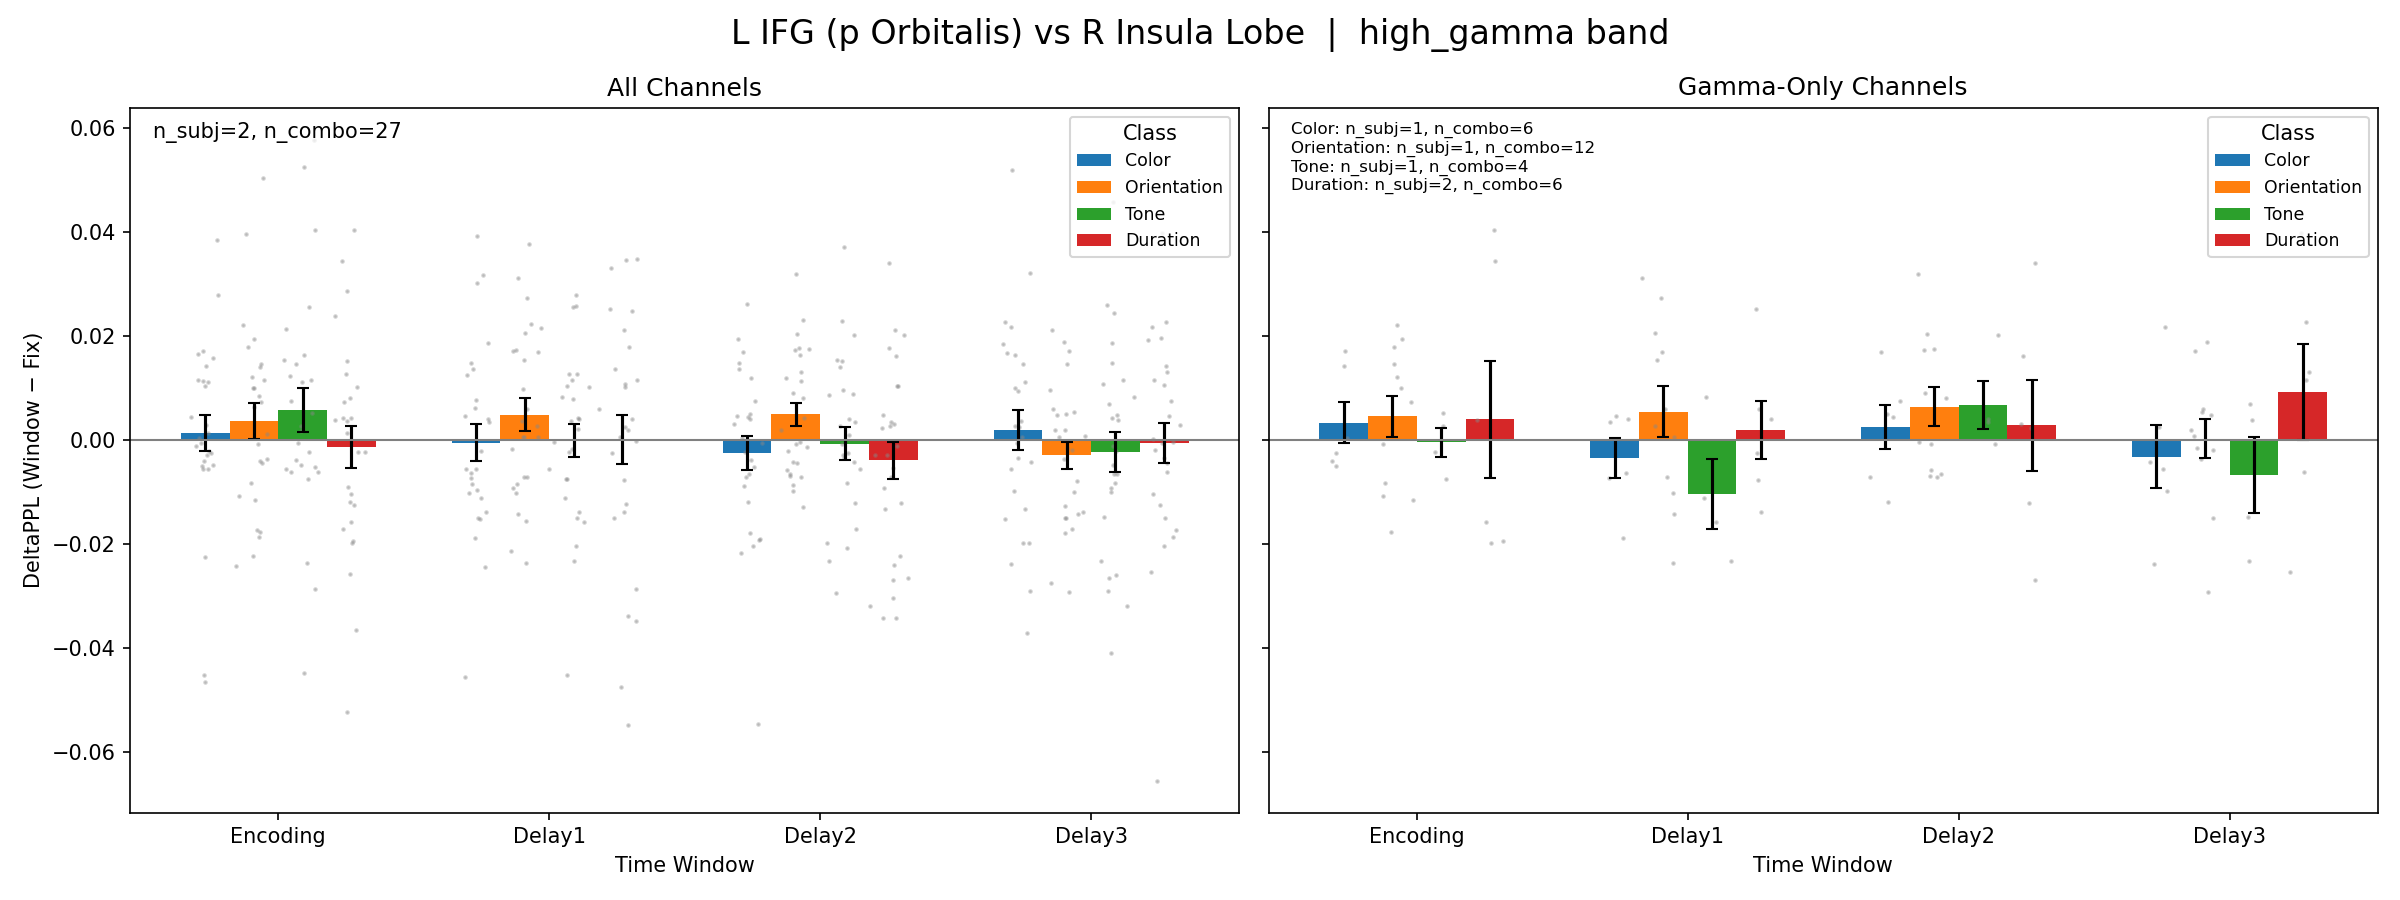 L IFG (p Orbitalis) vs R Insula Lobe | high_gamma band
All Channels
n_subj=2, n_combo=27
Class
Color
Orientation
Tone
Duration
DeltaPPL (Window − Fix)
0.06
0.04
0.02
0.00
−0.02
−0.04
−0.06
Encoding
Delay1
Delay2
Delay3
Time Window
Gamma-Only Channels
Color: n_subj=1, n_combo=6
Orientation: n_subj=1, n_combo=12
Tone: n_subj=1, n_combo=4
Duration: n_subj=2, n_combo=6
Class
Color
Orientation
Tone
Duration
Encoding
Delay1
Delay2
Delay3
Time Window